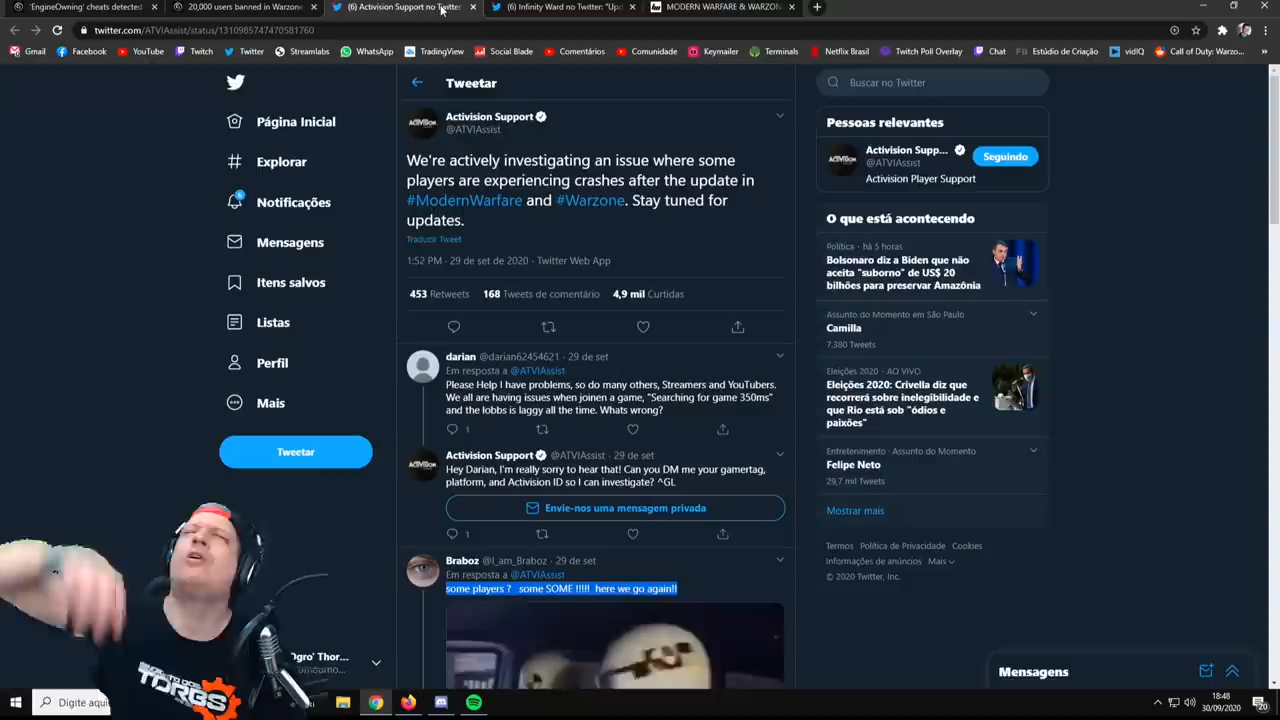 'EngineOwning' cheats detected
20,000 users banned in Warzone
(6) Activision Support no Twitter
(6) Infinity Ward no Twitter: "Upd
MODERN WARFARE & WARZON
twitter.com/ATVIAssist/status/1310985747470581760
Gmail Facebook YouTube Twitch Twitter Streamlabs WhatsApp TradingView Social Blade Comentários Comunidade Keymailer Terminals Netflix Brasil Twitch Poll Overlay Chat Estúdio de Criação vidIQ Call of Duty: Warzo...
Página Inicial
Explorar
6
Notificações
Mensagens
Itens salvos
Listas
Perfil
Mais
Tweetar
Tweetar
Activision Support
@ATVIAssist
We're actively investigating an issue where some
players are experiencing crashes after the update in
#ModernWarfare and #Warzone. Stay tuned for
updates.
Traduzir Tweet
1:52 PM · 29 de set de 2020 · Twitter Web App
453 Retweets 168 Tweets de comentário 4,9 mil Curtidas
darian @darian62454621 · 29 de set
Em resposta a @ATVIAssist
Please Help I have problems, so do many others, Streamers and YouTubers.
We all are having issues when joinen a game, "Searching for game 350ms"
and the lobbs is laggy all the time. Whats wrong?
1
Activision Support @ATVIAssist · 29 de set
Hey Darian, I'm really sorry to hear that! Can you DM me your gamertag,
platform, and Activision ID so I can investigate? ^GL
Envie-nos uma mensagem privada
1
Braboz @I_am_Braboz · 29 de set
Em resposta a @ATVIAssist
some players ? some SOME !!!!! here we go again!!
Buscar no Twitter
Pessoas relevantes
Activision Supp...
@ATVIAssist
Seguindo
Activision Player Support
O que está acontecendo
Política · há 5 horas
Bolsonaro diz a Biden que não
aceita "suborno" de US$ 20
bilhões para preservar Amazônia
Assunto do Momento em São Paulo
Camilla
7.380 Tweets
Eleições 2020 · AO VIVO
Eleições 2020: Crivella diz que
recorrerá sobre inelegibilidade e
que Rio está sob "ódios e
paixões"
Entretenimento · Assunto do Momento
Felipe Neto
29,7 mil Tweets
Mostrar mais
Termos Política de Privacidade Cookies
Informações de anúncios Mais
© 2020 Twitter, Inc.
Mensagens
Ogro' Thor...
TORBS
Digite aqui
18:48
30/09/2020
20